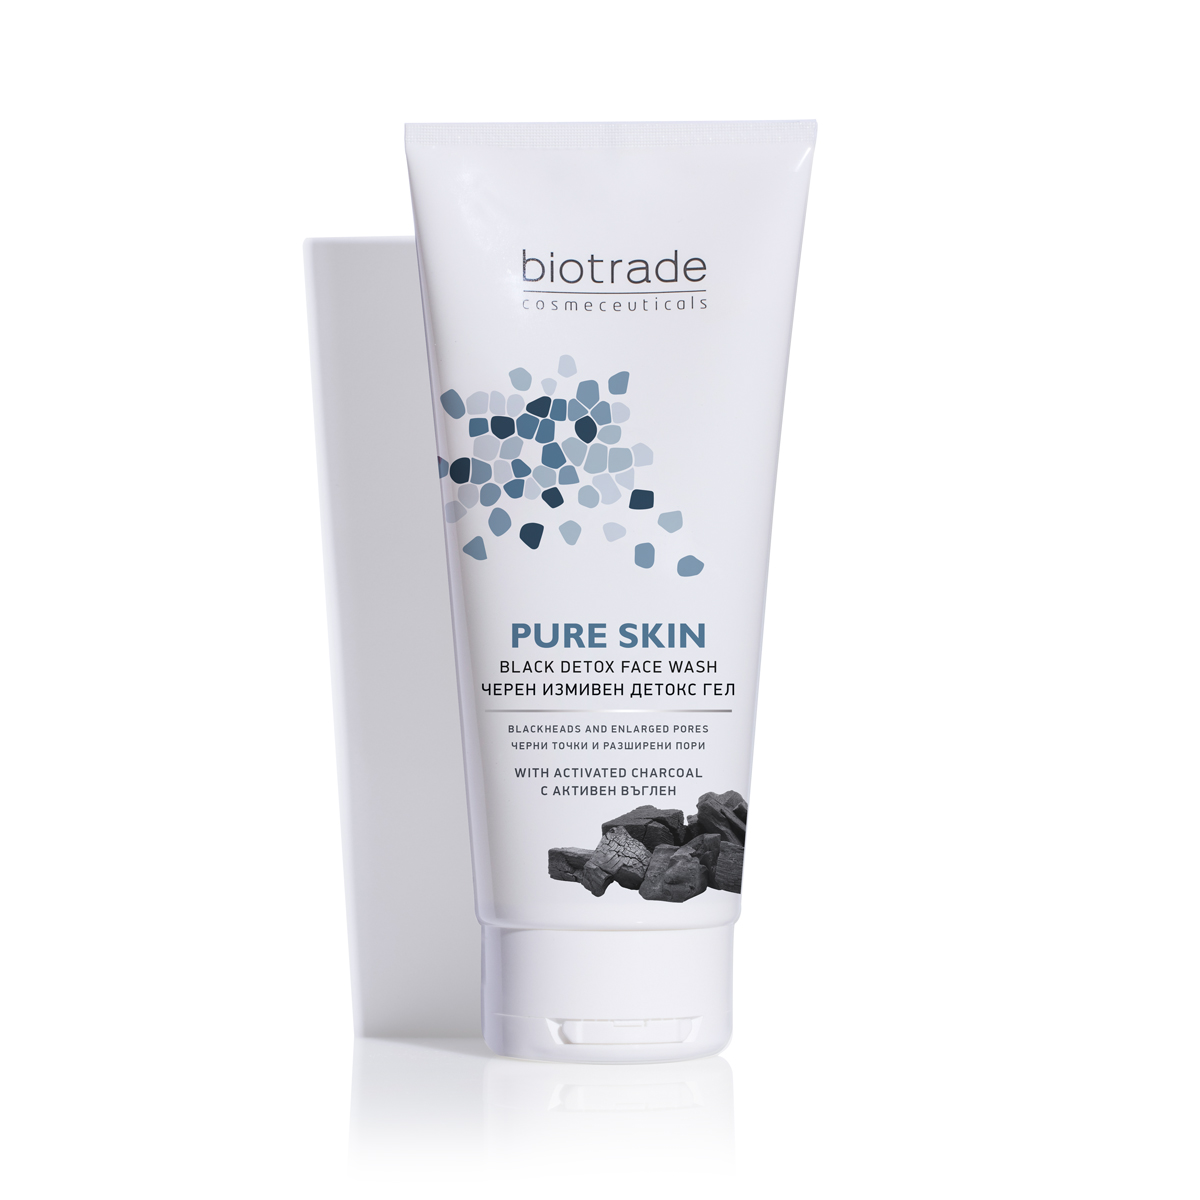 biotrade
cosmeceuticals
PURE SKIN
BLACK DETOX FACE WASH
ЧЕРЕН ИЗМИВЕН ДЕТОКС ГЕЛ
BLACKHEADS AND ENLARGED PORES
ЧЕРНИ ТОЧКИ И РАЗШИРЕНИ ПОРИ
WITH ACTIVATED CHARCOAL
С АКТИВЕН ВЪГЛЕН